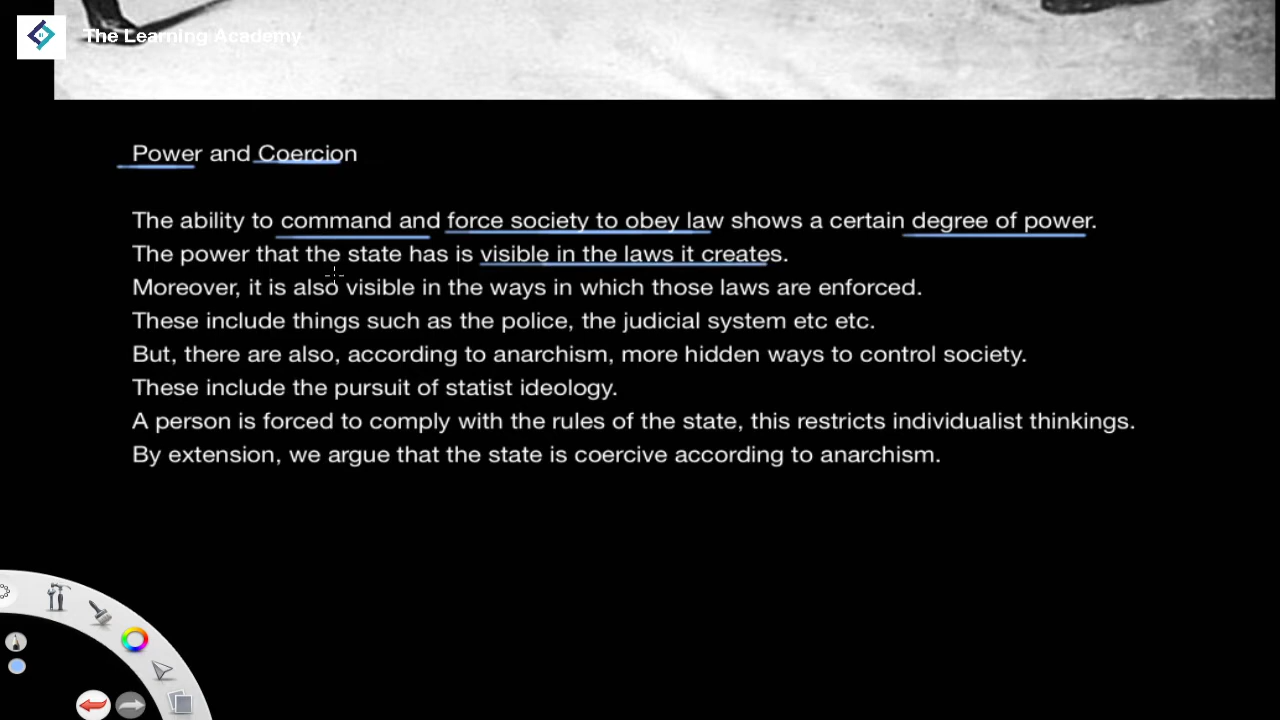 The Learning Academy
Power and Coercion
The ability to command and force society to obey law shows a certain degree of power.
The power that the state has is visible in the laws it creates.
Moreover, it is also visible in the ways in which those laws are enforced.
These include things such as the police, the judicial system etc etc.
But, there are also, according to anarchism, more hidden ways to control society.
These include the pursuit of statist ideology.
A person is forced to comply with the rules of the state, this restricts individualist thinkings.
By extension, we argue that the state is coercive according to anarchism.